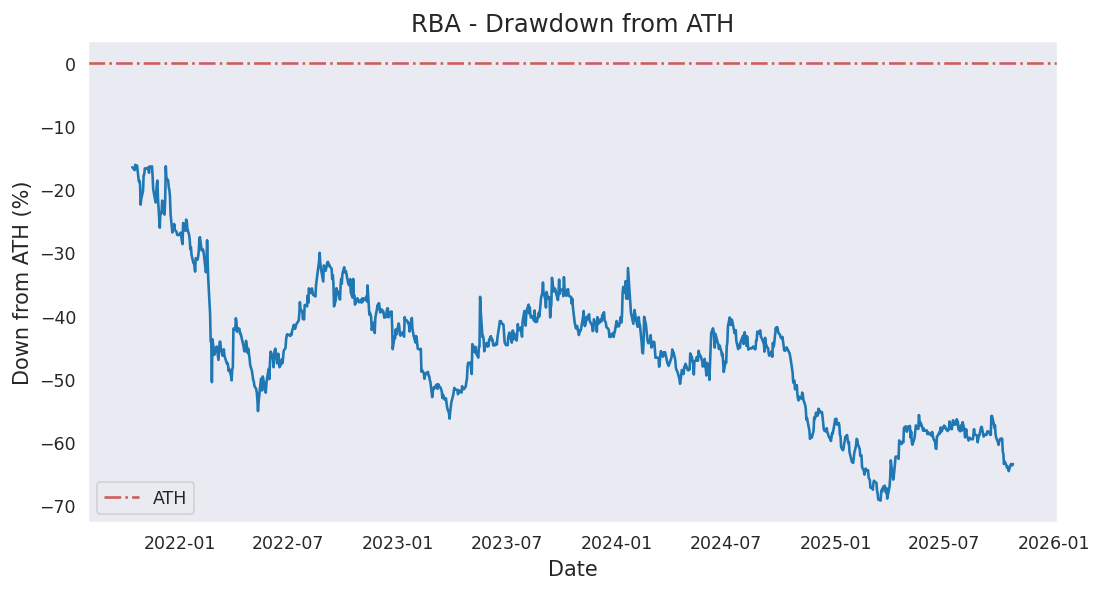 RBA - Drawdown from ATH
Down from ATH (%)
0
−10
−20
−30
−40
−50
−60
−70
ATH
2022-01 2022-07 2023-01 2023-07 2024-01 2024-07 2025-01 2025-07 2026-01
Date